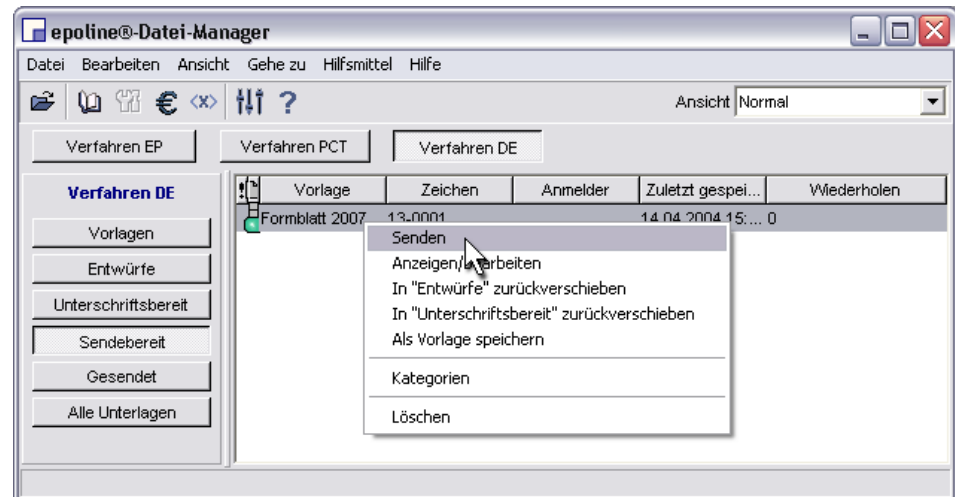 epoline®-Datei-Manager
Datei Bearbeiten Ansicht Gehe zu Hilfsmittel Hilfe
€ <x> ? Ansicht Normal
Verfahren EP Verfahren PCT Verfahren DE
Verfahren DE
! Vorlage Zeichen Anmelder Zuletzt gespei... Wiederholen
Formblatt 2007 13-0001 14.04.2004 15:... 0
Vorlagen
Entwürfe
Unterschriftsbereit
Sendebereit
Gesendet
Alle Unterlagen
Senden
Anzeigen/
In "Entwürfe" zurückverschieben
In "Unterschriftsbereit" zurückverschieben
Als Vorlage speichern
Kategorien
Löschen